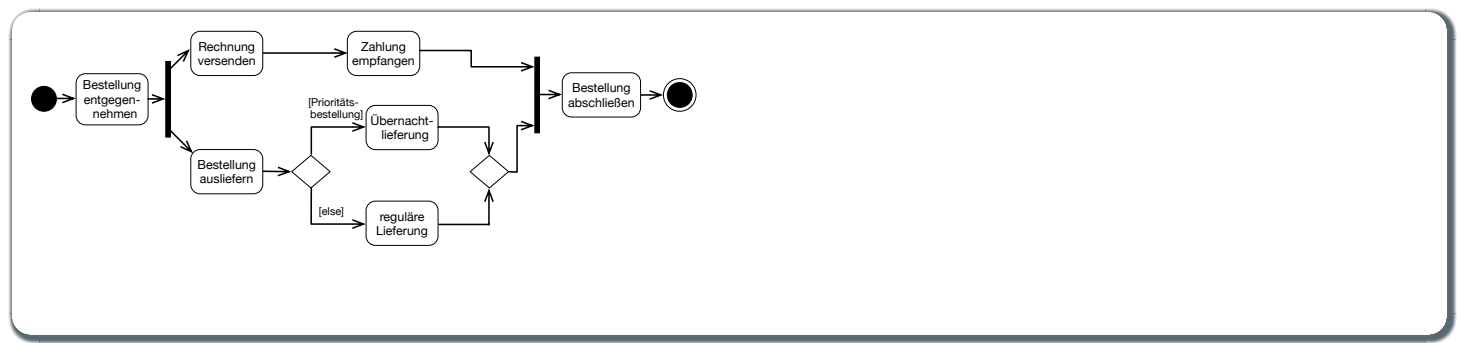 Rechnung
versenden
Zahlung
empfangen
Bestellung
entgegen-
nehmen
Bestellung
abschließen
[Prioritäts-
bestellung]
Übernacht-
lieferung
Bestellung
ausliefern
[else]
reguläre
Lieferung